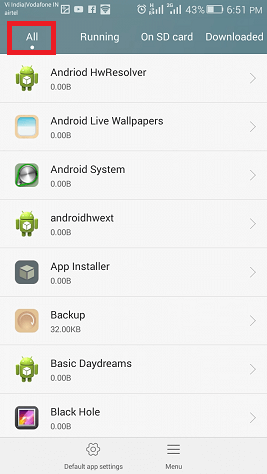 Vi India|Vodafone IN
airtel
3G 2G 43% 6:51 PM
All Running On SD card Downloaded
Andriod HwResolver
0.00B
Android Live Wallpapers
0.00B
Android System
0.00B
androidhwext
0.00B
App Installer
0.00B
Backup
32.00KB
Basic Daydreams
0.00B
Black Hole
0.00B
Default app settings Menu